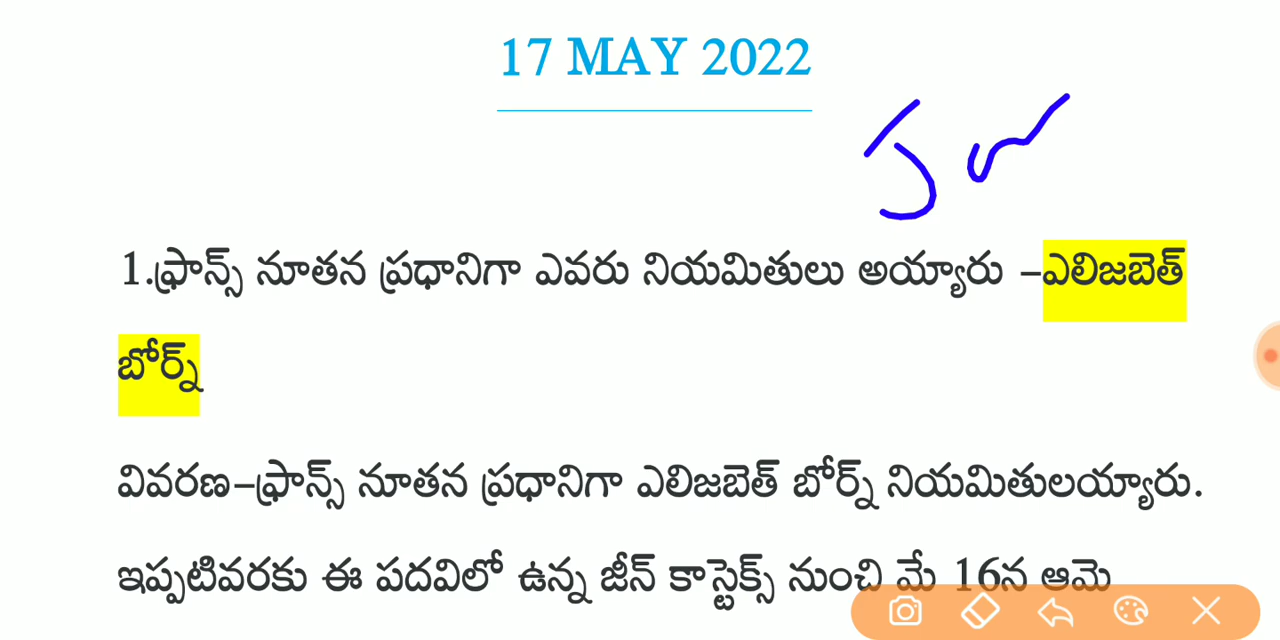 17 MAY 2022
1.ఫ్రాన్స్ నూతన ప్రధానిగా ఎవరు నియమితులు అయ్యారు –ఎలిజబెత్
బోర్న్
వివరణ–ఫ్రాన్స్ నూతన ప్రధానిగా ఎలిజబెత్ బోర్న్ నియమితులయ్యారు.
ఇప్పటివరకు ఈ పదవిలో ఉన్న జీన్ కాస్టెక్స్ నుంచి మే 16న ఆమె